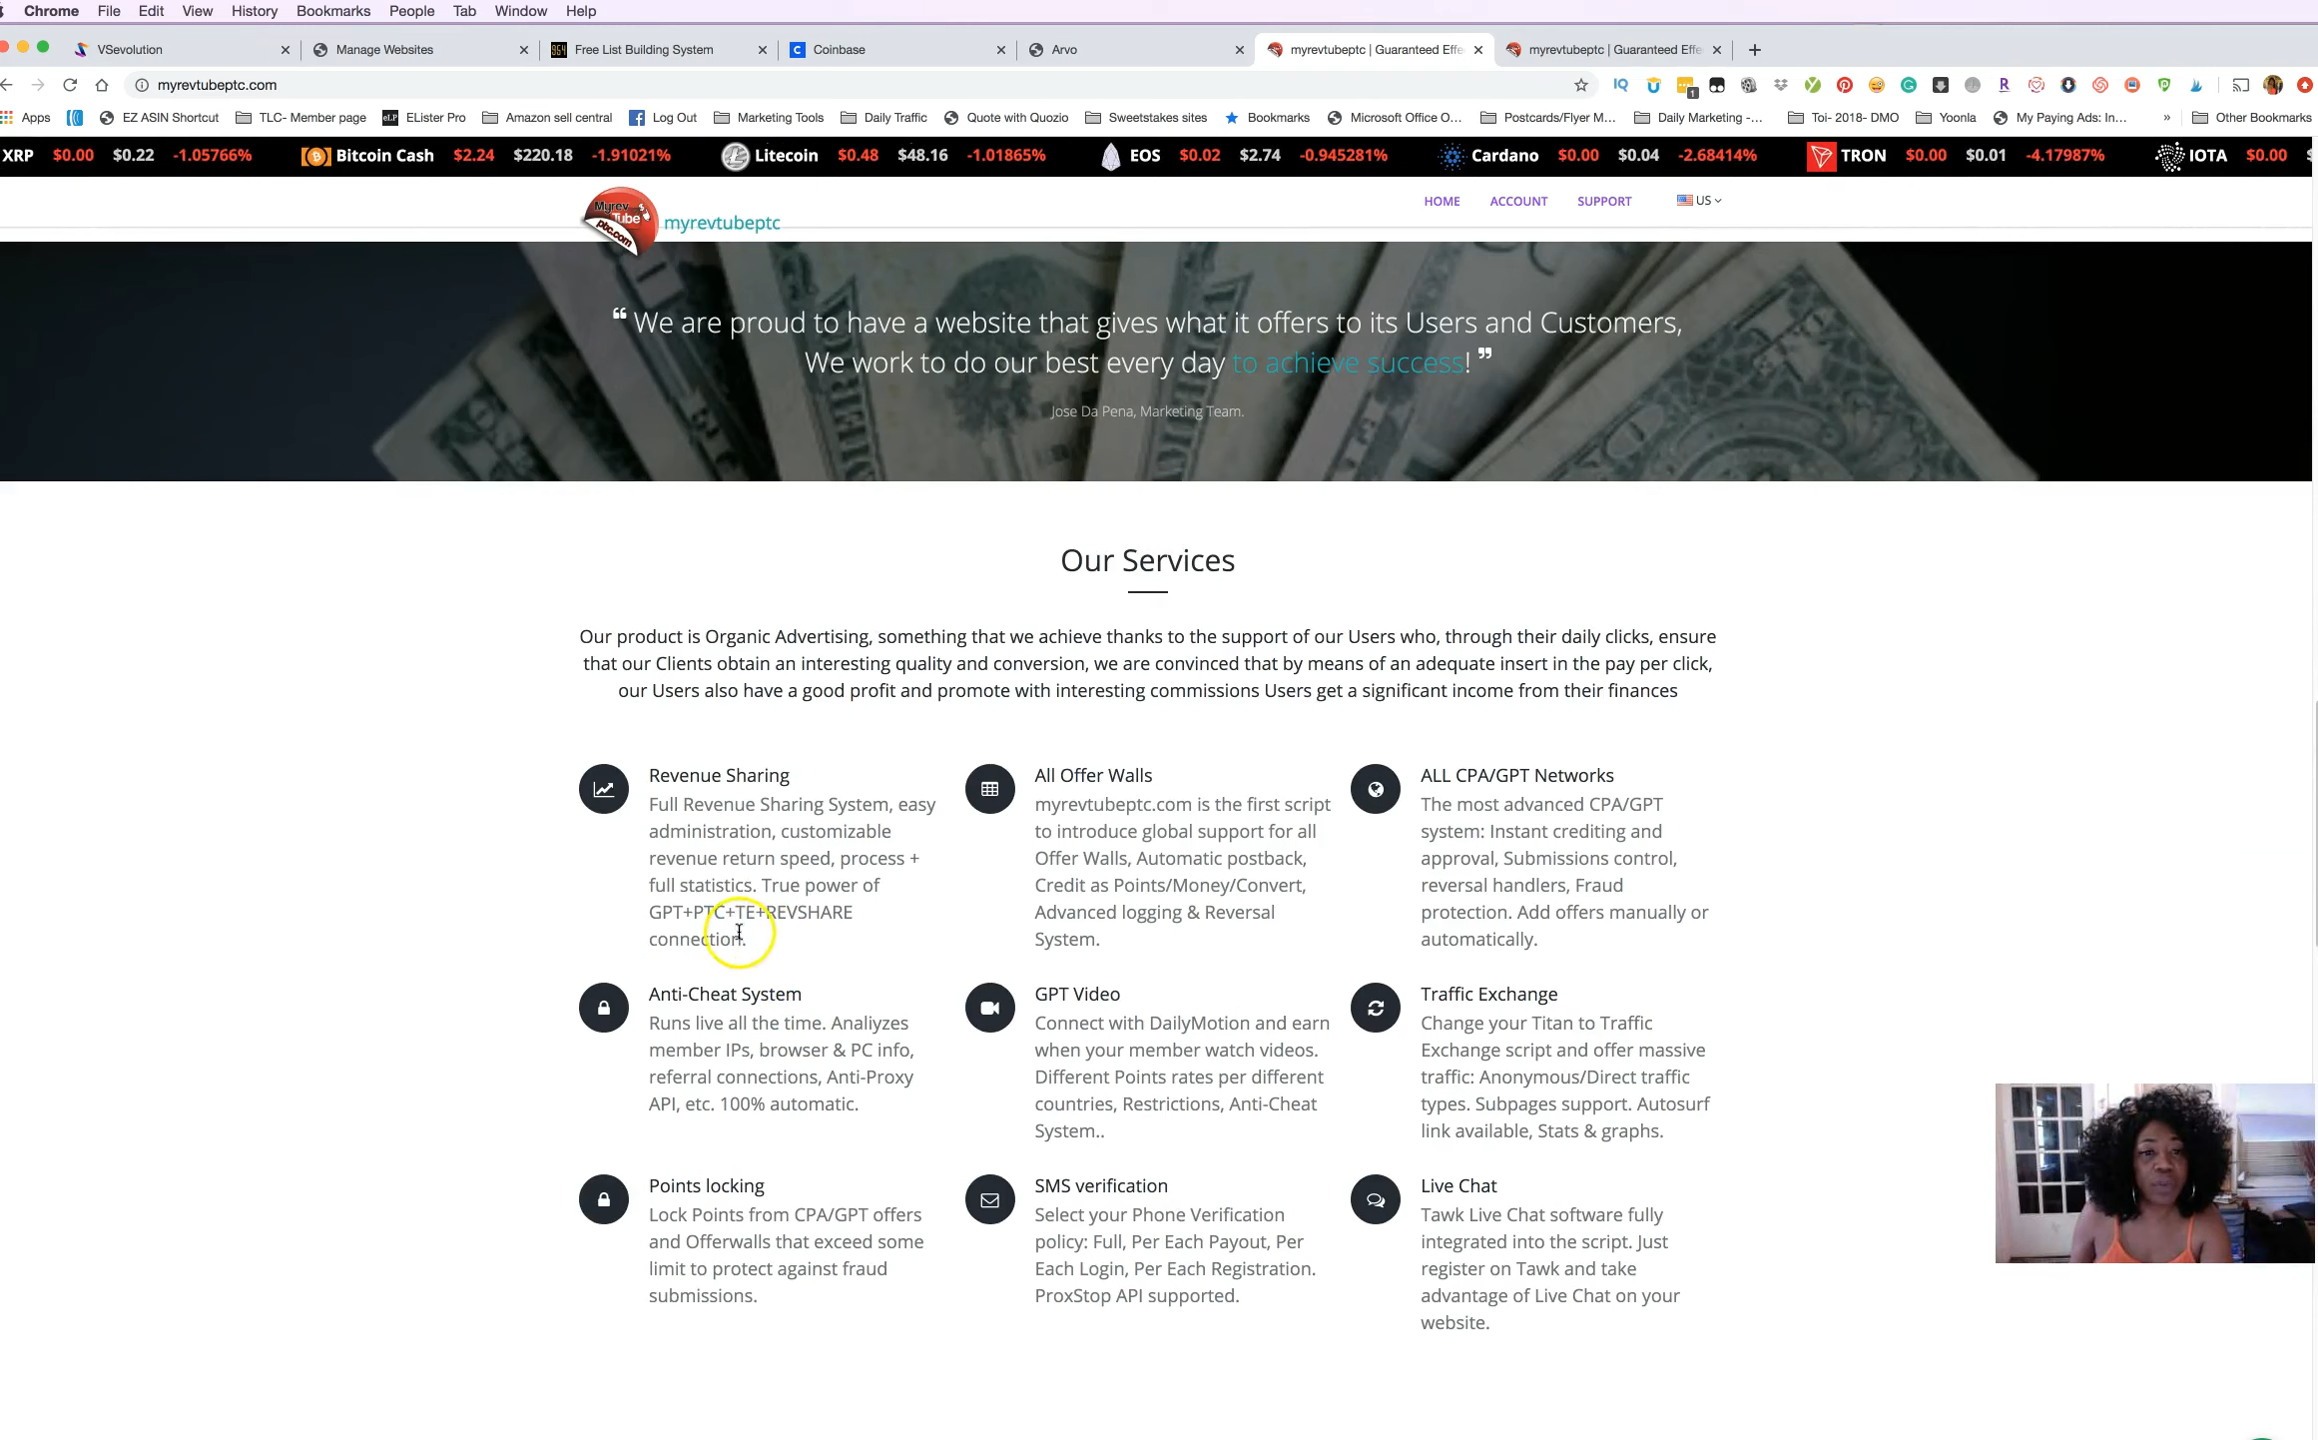 Chrome File Edit View History Bookmarks People Tab Window Help
VSevolution
Manage Websites
Free List Building System
Coinbase
Arvo
myrevtubeptc | Guaranteed Effe
myrevtubeptc | Guaranteed Effe
myrevtubeptc.com
Apps
EZ ASIN Shortcut
TLC- Member page
EL EListerPro
Amazon sell central
Log Out
Marketing Tools
Daily Traffic
Quote with Quozio
Sweetstakes sites
Bookmarks
Microsoft Office O...
Postcards/Flyer M...
Daily Marketing -...
Toi- 2018- DMO
Yoonla
My Paying Ads: In...
»
Other Bookmarks
XRP $0.00 $0.22 -1.05766% Bitcoin Cash $2.24 $220.18 -1.91021% Litecoin $0.48 $48.16 -1.01865% EOS $0.02 $2.74 -0.945281% Cardano $0.00 $0.04 -2.68414% TRON $0.00 $0.01 -4.17987% IOTA $0.00
Myrev
Tube
ptc.com
myrevtubeptc
HOME ACCOUNT SUPPORT US
“ We are proud to have a website that gives what it offers to its Users and Customers,
We work to do our best every day to achieve success! ”
Jose Da Pena, Marketing Team.
Our Services
Our product is Organic Advertising, something that we achieve thanks to the support of our Users who, through their daily clicks, ensure
that our Clients obtain an interesting quality and conversion, we are convinced that by means of an adequate insert in the pay per click,
our Users also have a good profit and promote with interesting commissions Users get a significant income from their finances
Revenue Sharing
Full Revenue Sharing System, easy
administration, customizable
revenue return speed, process +
full statistics. True power of
GPT+PTC+TE+REVSHARE
connection.
All Offer Walls
myrevtubeptc.com is the first script
to introduce global support for all
Offer Walls, Automatic postback,
Credit as Points/Money/Convert,
Advanced logging & Reversal
System.
ALL CPA/GPT Networks
The most advanced CPA/GPT
system: Instant crediting and
approval, Submissions control,
reversal handlers, Fraud
protection. Add offers manually or
automatically.
Anti-Cheat System
Runs live all the time. Analiyzes
member IPs, browser & PC info,
referral connections, Anti-Proxy
API, etc. 100% automatic.
GPT Video
Connect with DailyMotion and earn
when your member watch videos.
Different Points rates per different
countries, Restrictions, Anti-Cheat
System..
Traffic Exchange
Change your Titan to Traffic
Exchange script and offer massive
traffic: Anonymous/Direct traffic
types. Subpages support. Autosurf
link available, Stats & graphs.
Points locking
Lock Points from CPA/GPT offers
and Offerwalls that exceed some
limit to protect against fraud
submissions.
SMS verification
Select your Phone Verification
policy: Full, Per Each Payout, Per
Each Login, Per Each Registration.
ProxStop API supported.
Live Chat
Tawk Live Chat software fully
integrated into the script. Just
register on Tawk and take
advantage of Live Chat on your
website.